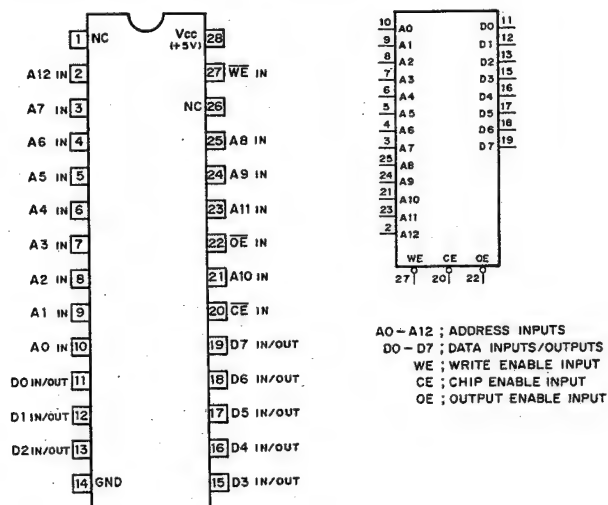 1 NC
VCC (+5V) 28
A12 IN 2
27 WE IN
A7 IN 3
NC 26
A6 IN 4
25 A8 IN
A5 IN 5
24 A9 IN
A4 IN 6
23 A11 IN
A3 IN 7
22 OE IN
A2 IN 8
21 A10 IN
A1 IN 9
20 CE IN
A0 IN 10
19 D7 IN/OUT
D0 IN/OUT 11
18 D6 IN/OUT
D1 IN/OUT 12
17 D5 IN/OUT
D2 IN/OUT 13
16 D4 IN/OUT
14 GND
15 D3 IN/OUT
10 A0 D0 11
9 A1 D1 12
8 A2 D2 13
7 A3 D3 15
6 A4 D4 16
5 A5 D5 17
4 A6 D6 18
3 A7 D7 19
25 A8
24 A9
21 A10
23 A11
2 A12
WE CE OE
27 20 22
A0-A12 ; ADDRESS INPUTS
D0-D7 ; DATA INPUTS/OUTPUTS
WE ; WRITE ENABLE INPUT
CE ; CHIP ENABLE INPUT
OE ; OUTPUT ENABLE INPUT